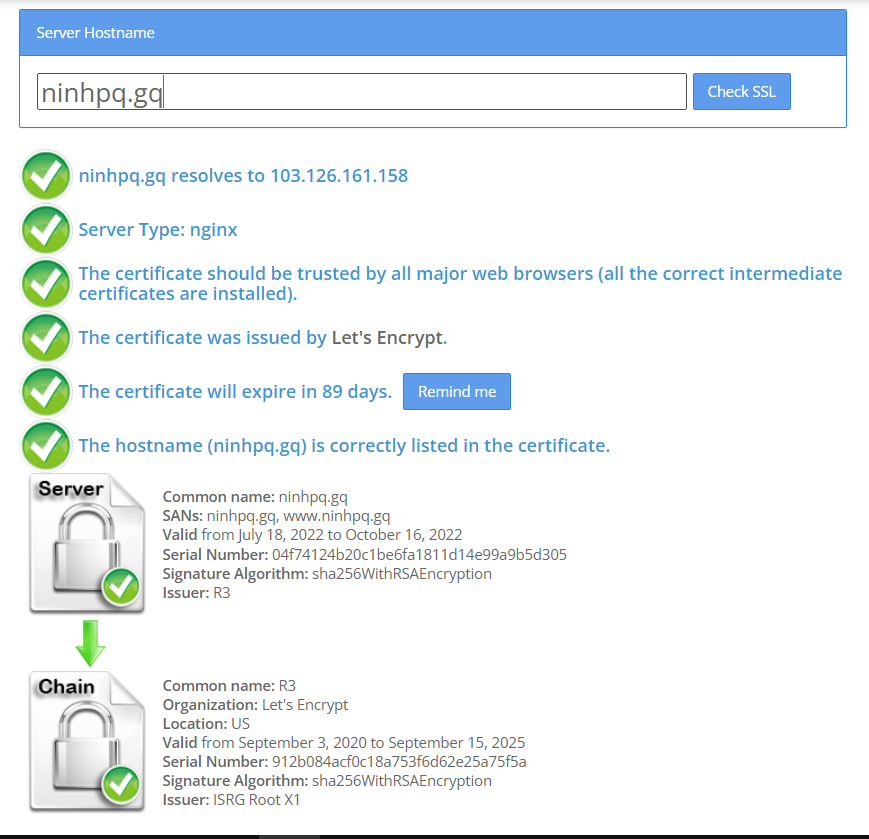 Server Hostname
ninhpq.gq
Check SSL
ninhpq.gq resolves to 103.126.161.158
Server Type: nginx
The certificate should be trusted by all major web browsers (all the correct intermediate
certificates are installed).
The certificate was issued by Let's Encrypt.
The certificate will expire in 89 days.
Remind me
The hostname (ninhpq.gq) is correctly listed in the certificate.
Server
Common name: ninhpq.gq
SANs: ninhpq.gq, www.ninhpq.gq
Valid from July 18, 2022 to October 16, 2022
Serial Number: 04f74124b20c1be6fa1811d14e99a9b5d305
Signature Algorithm: sha256WithRSAEncryption
Issuer: R3
Chain
Common name: R3
Organization: Let's Encrypt
Location: US
Valid from September 3, 2020 to September 15, 2025
Serial Number: 912b084acf0c18a753f6d62e25a75f5a
Signature Algorithm: sha256WithRSAEncryption
Issuer: ISRG Root X1